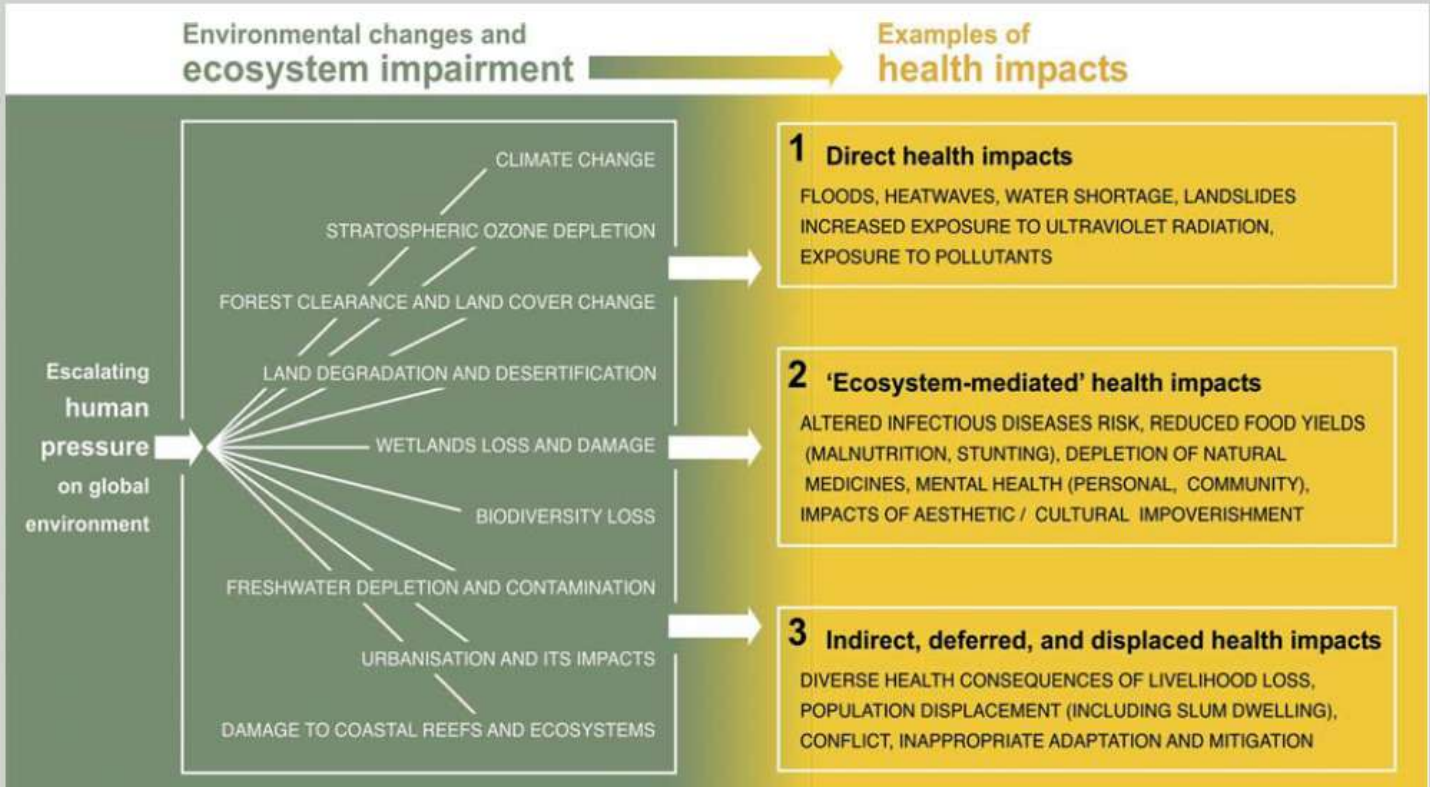 Environmental changes and
ecosystem impairment
Examples of
health impacts
Escalating
human
pressure
on global
environment
CLIMATE CHANGE
STRATOSPHERIC OZONE DEPLETION
FOREST CLEARANCE AND LAND COVER CHANGE
LAND DEGRADATION AND DESERTIFICATION
WETLANDS LOSS AND DAMAGE
BIODIVERSITY LOSS
FRESHWATER DEPLETION AND CONTAMINATION
URBANISATION AND ITS IMPACTS
DAMAGE TO COASTAL REEFS AND ECOSYSTEMS
1 Direct health impacts
FLOODS, HEATWAVES, WATER SHORTAGE, LANDSLIDES
INCREASED EXPOSURE TO ULTRAVIOLET RADIATION,
EXPOSURE TO POLLUTANTS
2 ‘Ecosystem-mediated’ health impacts
ALTERED INFECTIOUS DISEASES RISK, REDUCED FOOD YIELDS
(MALNUTRITION, STUNTING), DEPLETION OF NATURAL
MEDICINES, MENTAL HEALTH (PERSONAL, COMMUNITY),
IMPACTS OF AESTHETIC / CULTURAL IMPOVERISHMENT
3 Indirect, deferred, and displaced health impacts
DIVERSE HEALTH CONSEQUENCES OF LIVELIHOOD LOSS,
POPULATION DISPLACEMENT (INCLUDING SLUM DWELLING),
CONFLICT, INAPPROPRIATE ADAPTATION AND MITIGATION